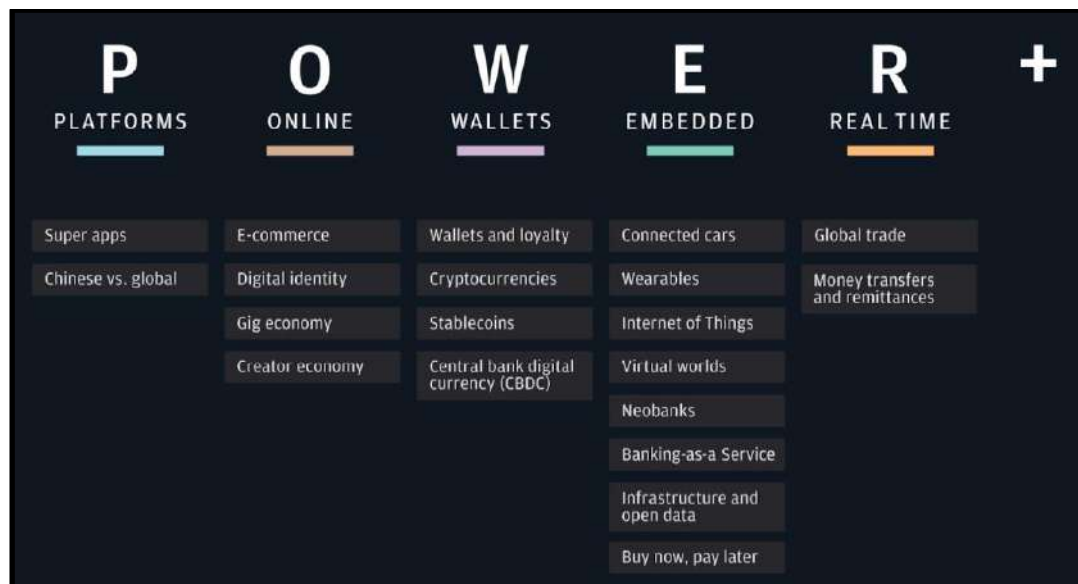 P
PLATFORMS
Super apps
Chinese vs. global
O
ONLINE
E-commerce
Digital identity
Gig economy
Creator economy
W
WALLETS
Wallets and loyalty
Cryptocurrencies
Stablecoins
Central bank digital
currency (CBDC)
E
EMBEDDED
Connected cars
Wearables
Internet of Things
Virtual worlds
Neobanks
Banking-as-a Service
Infrastructure and
open data
Buy now, pay later
R
REAL TIME
Global trade
Money transfers
and remittances
+